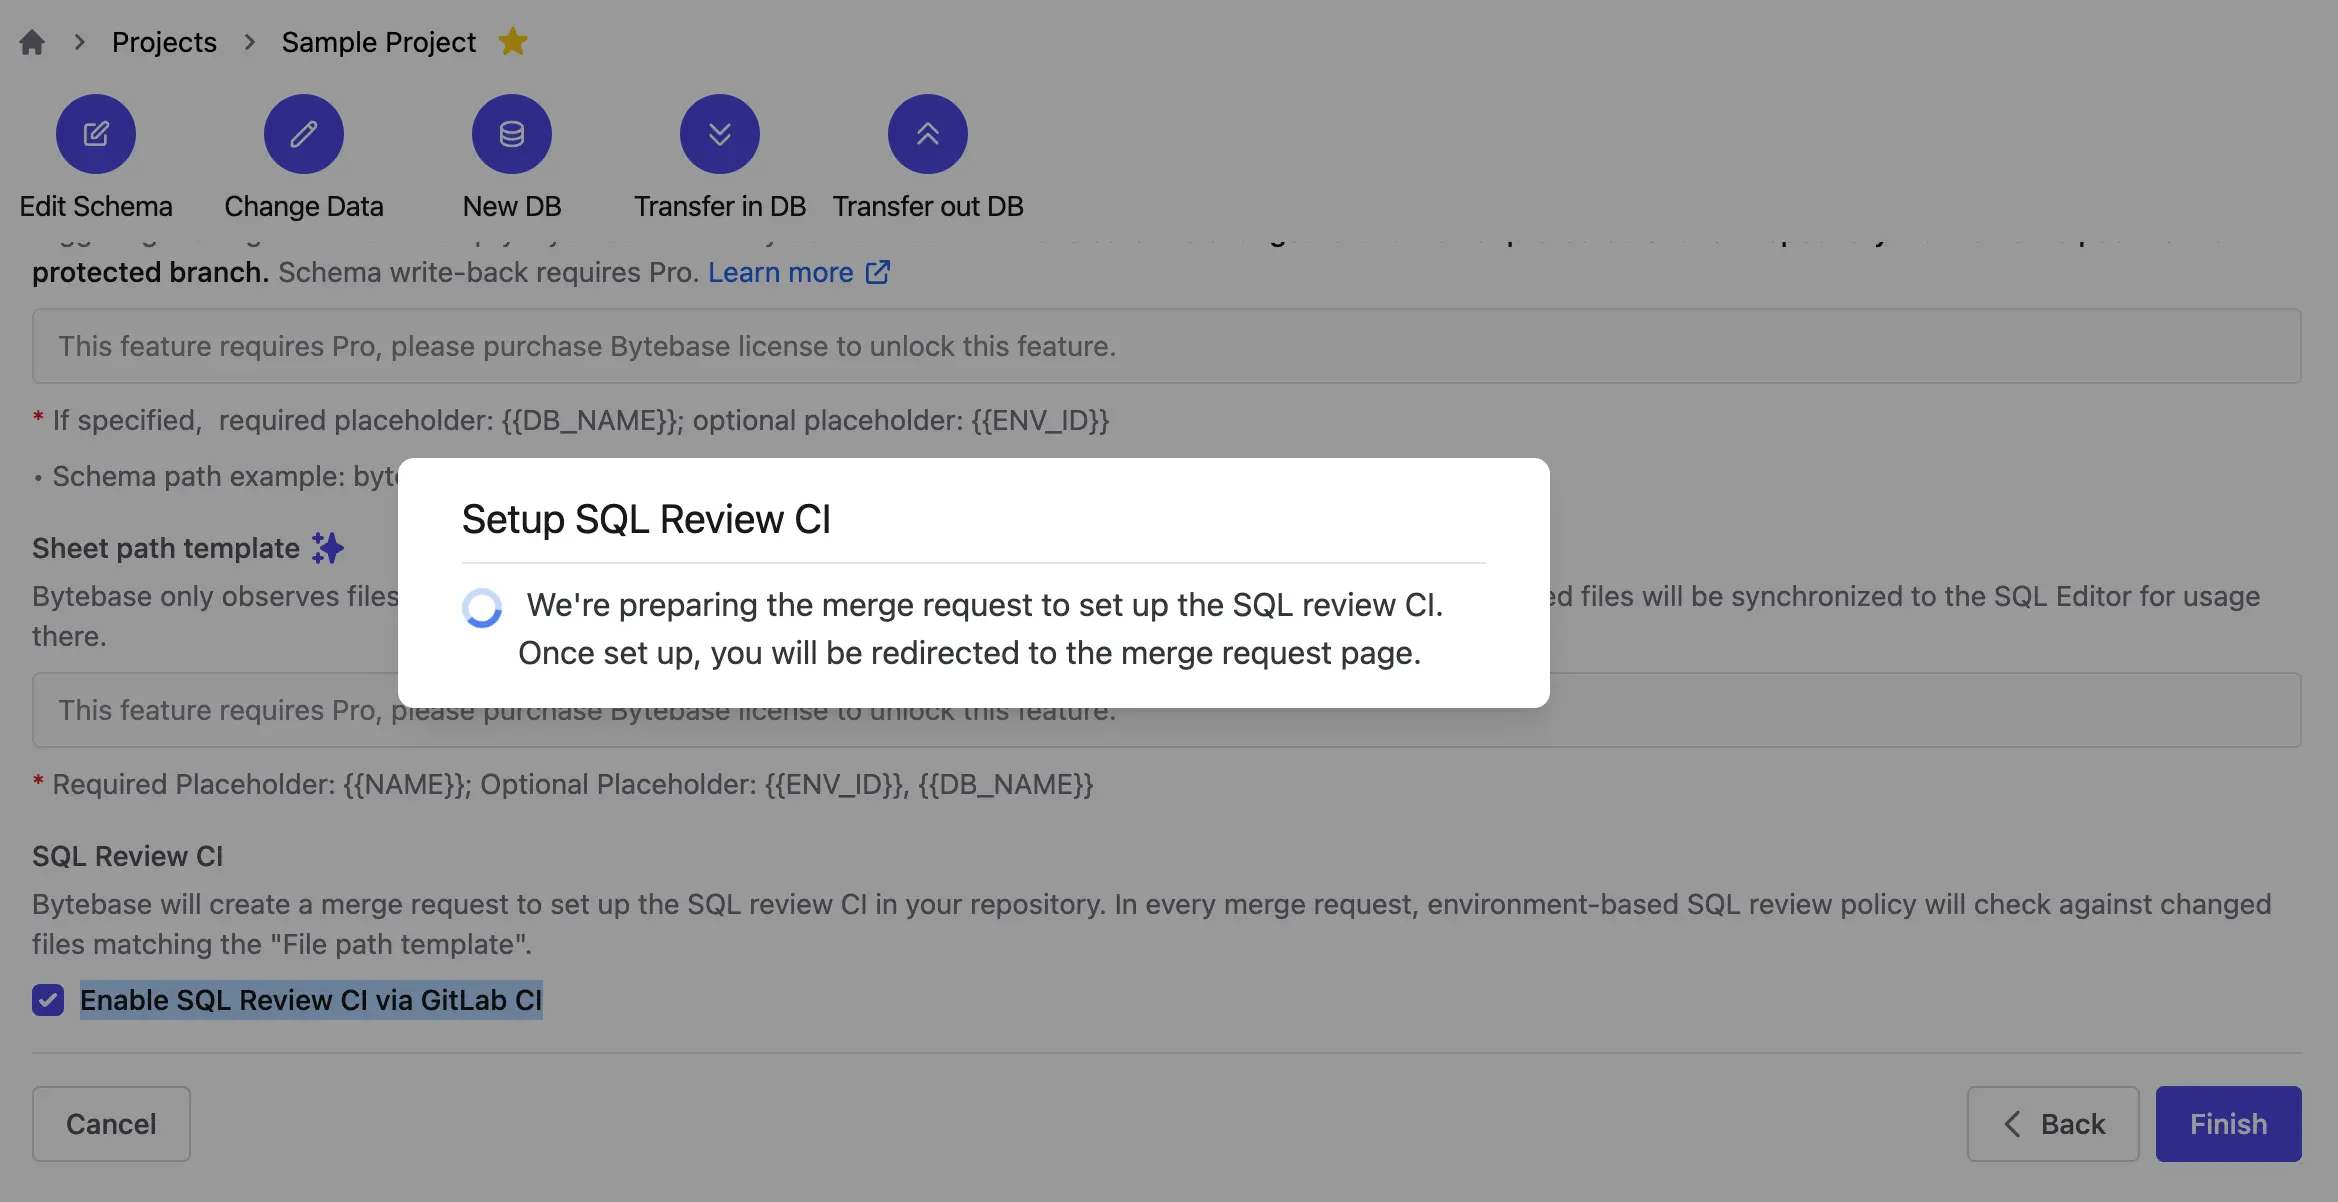 Projects
Sample Project
Edit Schema
Change Data
New DB
Transfer in DB
Transfer out DB
protected branch. Schema write-back requires Pro. Learn more
This feature requires Pro, please purchase Bytebase license to unlock this feature.
* If specified, required placeholder: {{DB_NAME}}; optional placeholder: {{ENV_ID}}
• Schema path example:
Setup SQL Review CI
We're preparing the merge request to set up the SQL review CI.
Once set up, you will be redirected to the merge request page.
Sheet path template
Bytebase only observes files
files will be synchronized to the SQL Editor for usage
there.
This feature requires Pro, please purchase Bytebase license to unlock this feature.
* Required Placeholder: {{NAME}}; Optional Placeholder: {{ENV_ID}}, {{DB_NAME}}
SQL Review CI
Bytebase will create a merge request to set up the SQL review CI in your repository. In every merge request, environment-based SQL review policy will check against changed
files matching the "File path template".
Enable SQL Review CI via GitLab CI
Cancel
Back
Finish